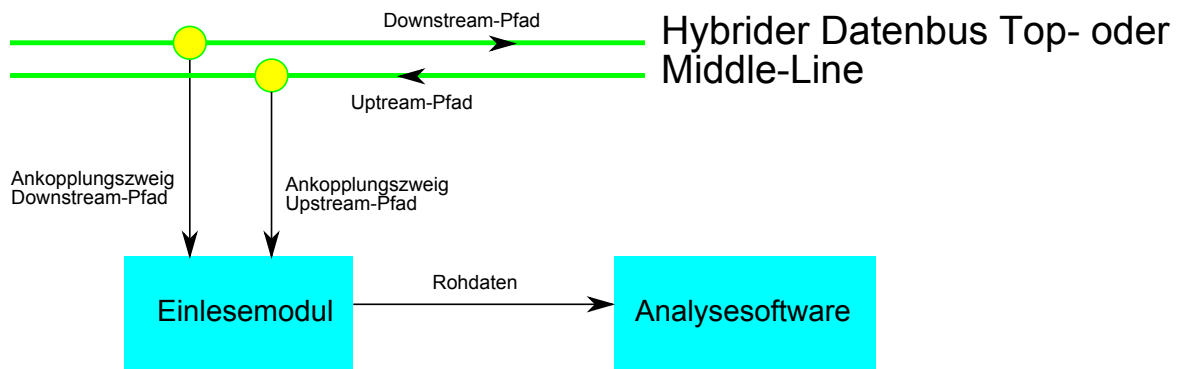 Downstream-Pfad
Hybrider Datenbus Top- oder
Middle-Line
Uptream-Pfad
Ankopplungszweig
Downstream-Pfad
Ankopplungszweig
Upstream-Pfad
Einlesemodul
Rohdaten
Analysesoftware